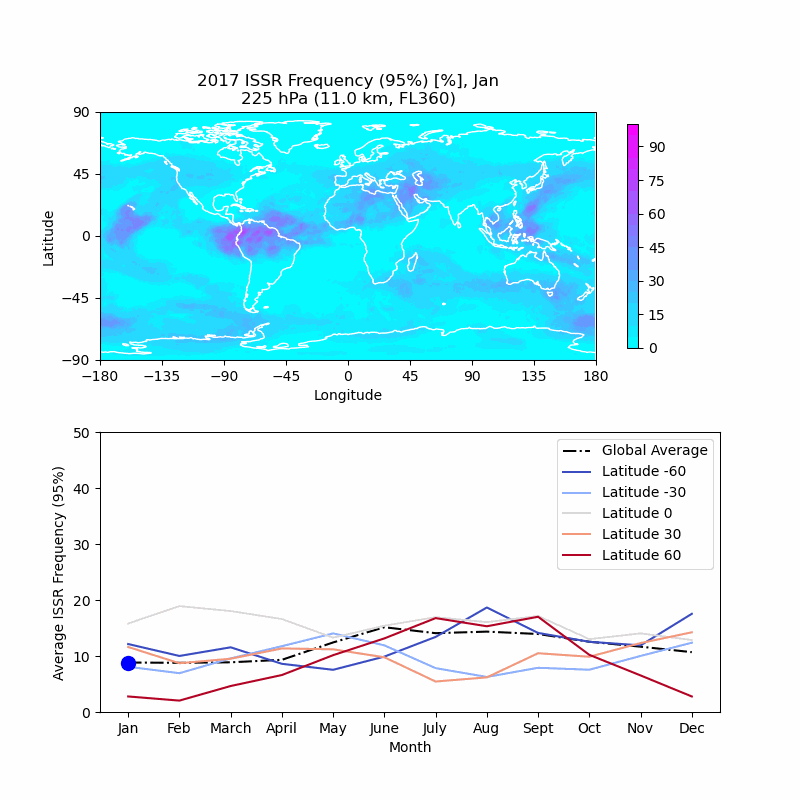 2017 ISSR Frequency (95%) [%], Jan
225 hPa (11.0 km, FL360)
90
45
0
−45
−90
Latitude
−180 −135 −90 −45 0 45 90 135 180
Longitude
90
75
60
45
30
15
0
50
40
30
20
10
0
Average ISSR Frequency (95%)
Global Average
Latitude -60
Latitude -30
Latitude 0
Latitude 30
Latitude 60
Jan Feb March April May June July Aug Sept Oct Nov Dec
Month